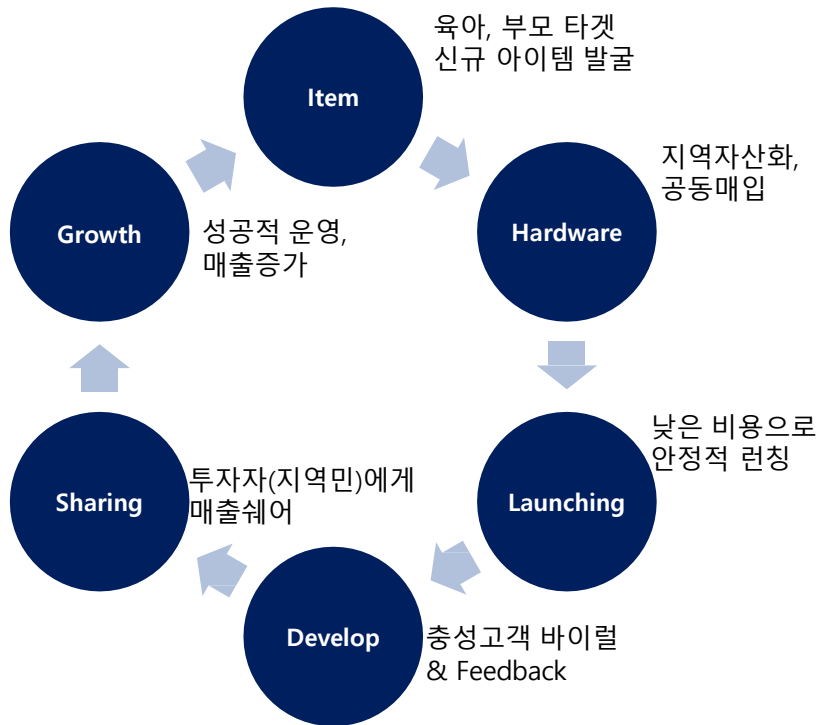 Item
육아, 부모 타겟
신규 아이템 발굴
Hardware
지역자산화,
공동매입
Launching
낮은 비용으로
안정적 런칭
Develop
충성고객 바이럴
& Feedback
Sharing
투자자(지역민)에게
매출쉐어
Growth
성공적 운영,
매출증가